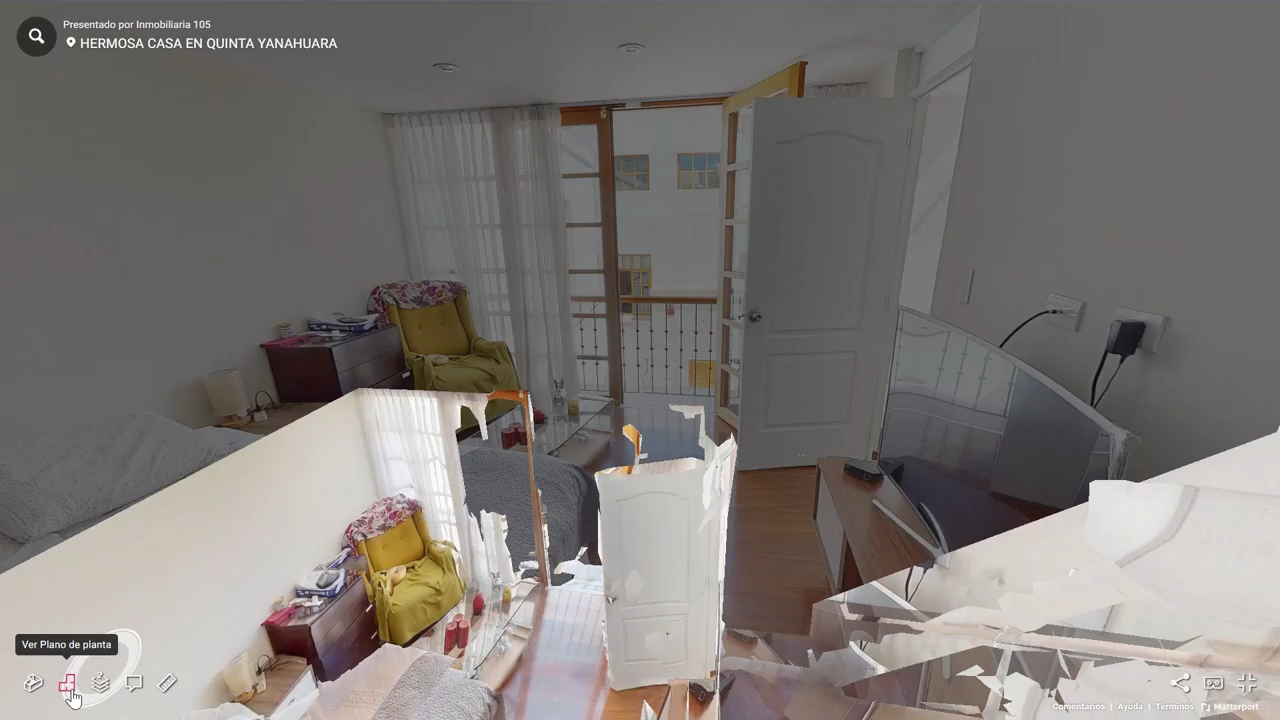 Presentado por Inmobiliaria 105
HERMOSA CASA EN QUINTA YANAHUARA
Ver Plano de planta
Comentarios | Ayuda | Términos | Matterport